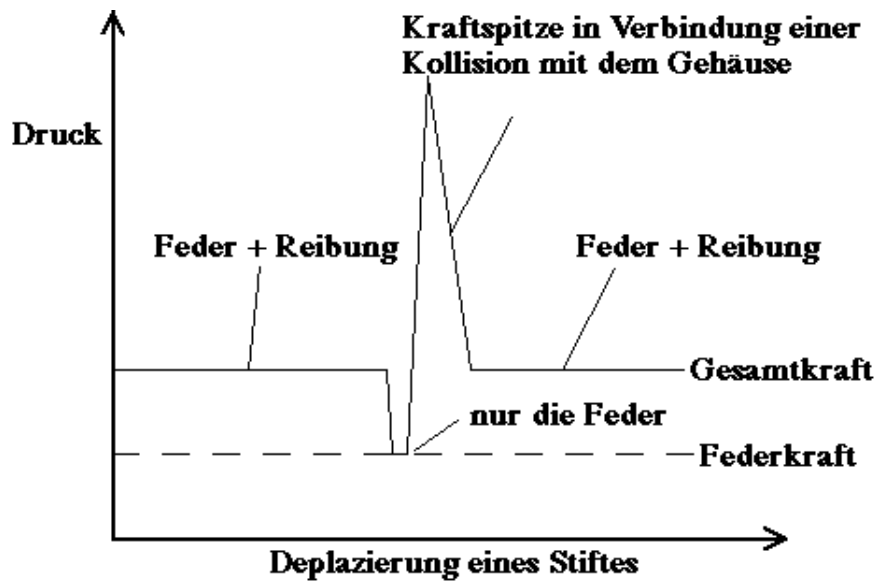 Kraftspitze in Verbindung einer
Kollision mit dem Gehäuse
Druck
Feder + Reibung
Feder + Reibung
Gesamtkraft
nur die Feder
Federkraft
Deplazierung eines Stiftes